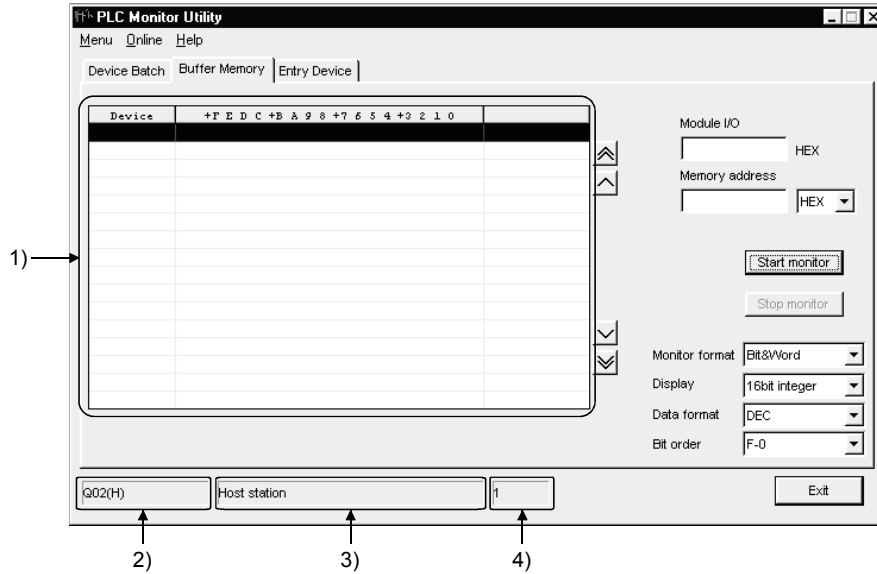 PLC Monitor Utility
Menu Online Help
Device Batch Buffer Memory Entry Device
Device +F E D C +B A 9 8 +7 6 5 4 +3 2 1 0
Module I/O
HEX
Memory address
HEX
1)
Start monitor
Stop monitor
Monitor format Bit&Word
Display 16bit integer
Data format DEC
Bit order F-0
Q02(H) Host station 1 Exit
2) 3) 4)